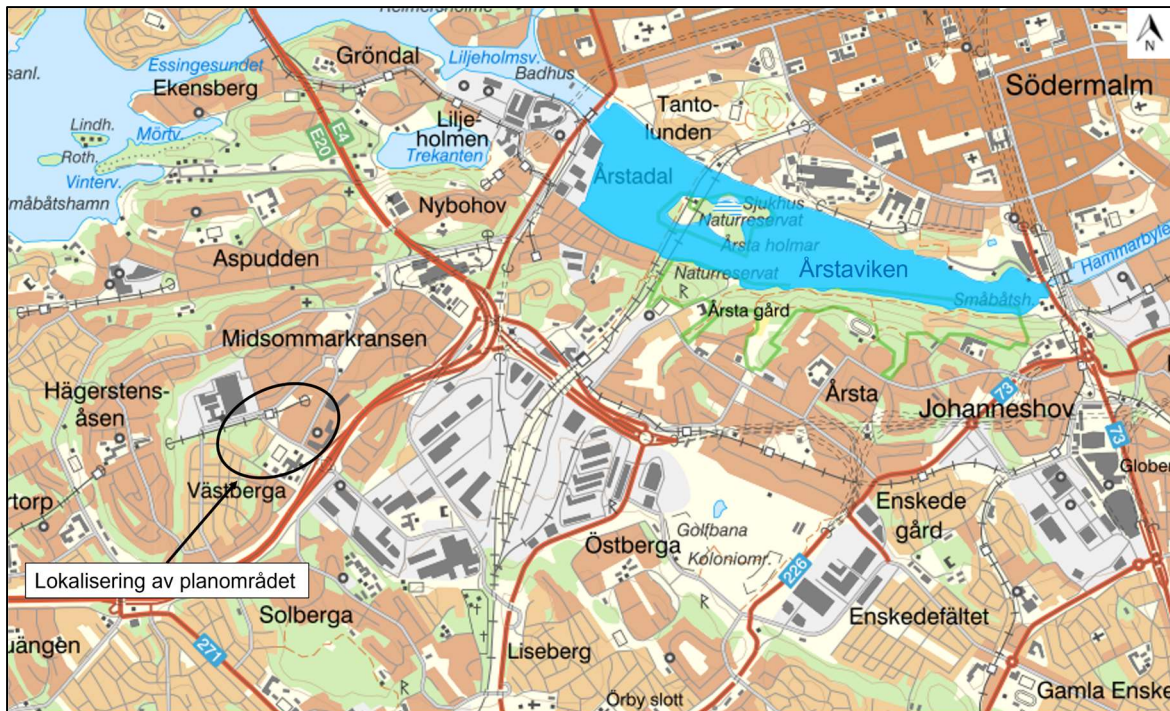 Reimersholme
Gröndal
Liljeholmsv.
Badhus
Essingesundet
Ekensberg
Tanto-
lunden
Södermalm
N
sanl.
Lindh.
Mörtv.
Roth.
Vinterv.
småbåtshamn
E4
E20
Lilje-
holmen
Trekanten
Årstadal
Nybohov
Sjukhus
Naturreservat
Årsta holmar
Aspudden
Naturreservat
Årstaviken
Hammarbyle
Småbåtsh.
Årsta gård
Midsommarkransen
Hägerstens-
åsen
Årsta
73
Johanneshov
73
Globen
Västberga
ertorp
Enskede
gård
Golfbana
Östberga
Koloniomr.
226
Lokalisering av planområdet
Solberga
Enskedefältet
uängen
271
Liseberg
Örby slott
Gamla Enske